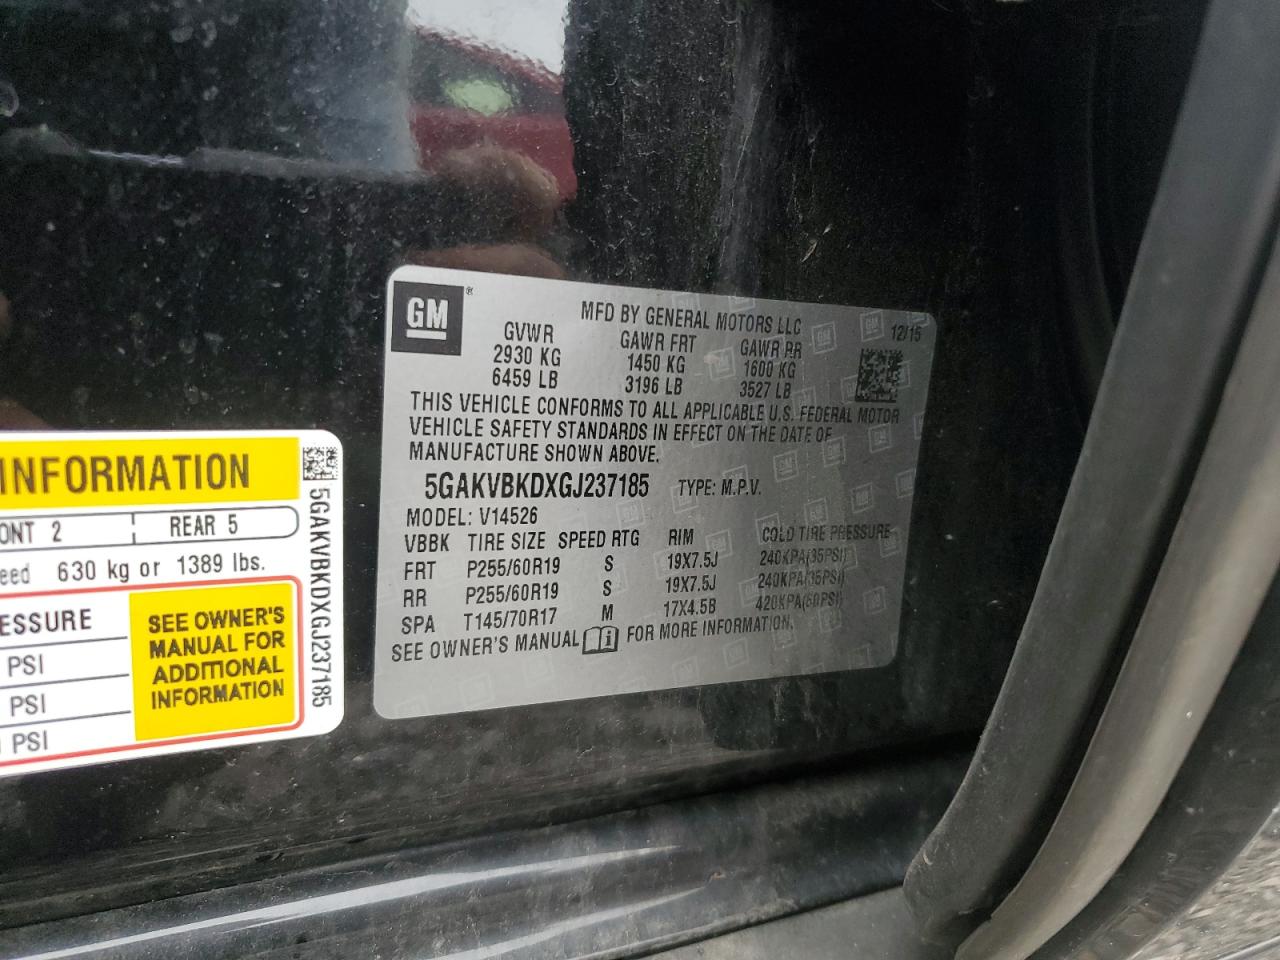 GM
MFD BY GENERAL MOTORS LLC
12/15
GVWR GAWR FRT GAWR RR
2930 KG 1450 KG 1600 KG
6459 LB 3196 LB 3527 LB
THIS VEHICLE CONFORMS TO ALL APPLICABLE U.S. FEDERAL MOTOR
VEHICLE SAFETY STANDARDS IN EFFECT ON THE DATE OF
MANUFACTURE SHOWN ABOVE.
5GAKVBKDXGJ237185 TYPE: M.P.V.
MODEL: V14526
VBBK TIRE SIZE SPEED RTG RIM COLD TIRE PRESSURE
FRT P255/60R19 S 19X7.5J 240KPA(35PSI)
RR P255/60R19 S 19X7.5J 240KPA(35PSI)
SPA T145/70R17 M 17X4.5B 420KPA(60PSI)
SEE OWNER'S MANUAL FOR MORE INFORMATION.
INFORMATION
ONT 2 REAR 5
eed 630 kg or 1389 lbs.
ESSURE
PSI
PSI
PSI
SEE OWNER'S
MANUAL FOR
ADDITIONAL
INFORMATION
5GAKVBKDXGJ237185